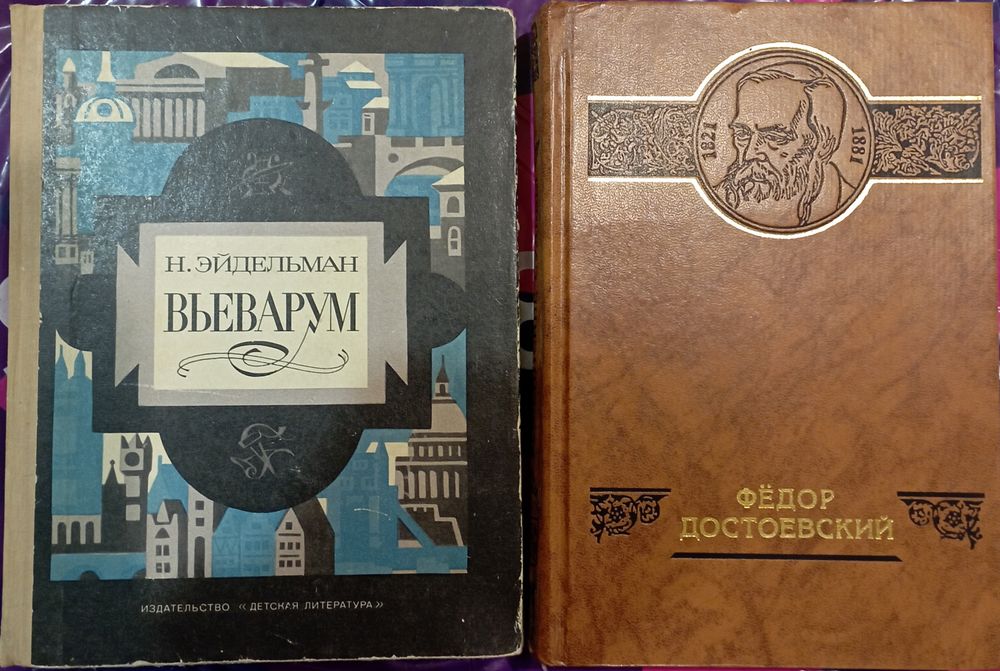 Н. ЭЙДЕЛЬМАН
ВЬЕВАРУМ
ИЗДАТЕЛЬСТВО «ДЕТСКАЯ ЛИТЕРАТУРА»
1821
1881
ФЁДОР
ДОСТОЕВСКИЙ